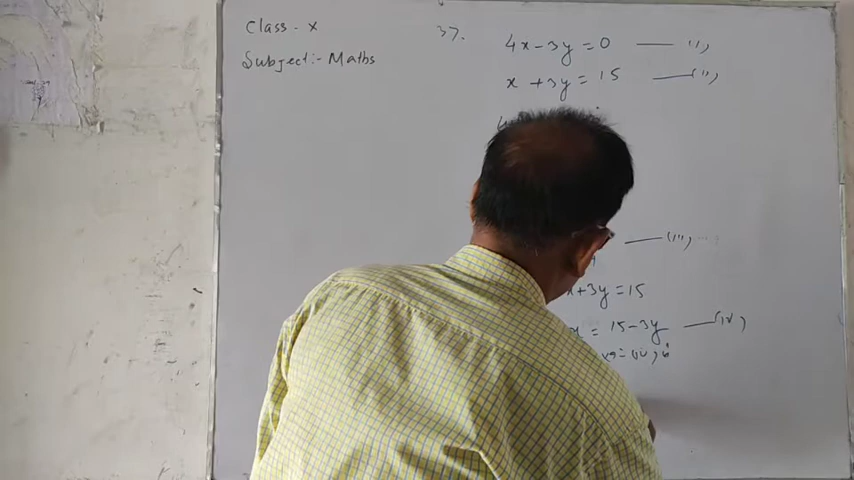 Class - X
Subject:- Maths
37.
4x - 3y = 0 —— (i),
x + 3y = 15 —— (ii),
—— (iii),
x + 3y = 15
= 15 - 3y —— (iv),